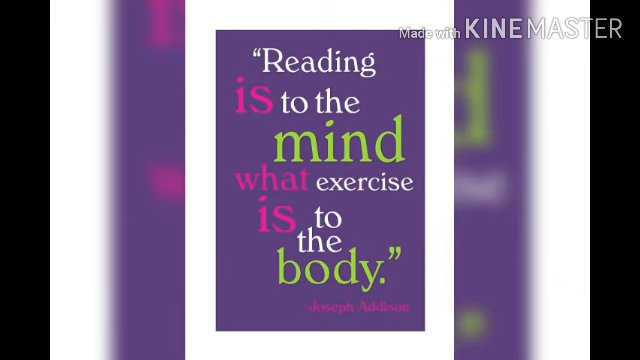 Made with KINEMASTER
“Reading
is to the
mind
what exercise
is to
the
body.”
-Joseph Addison